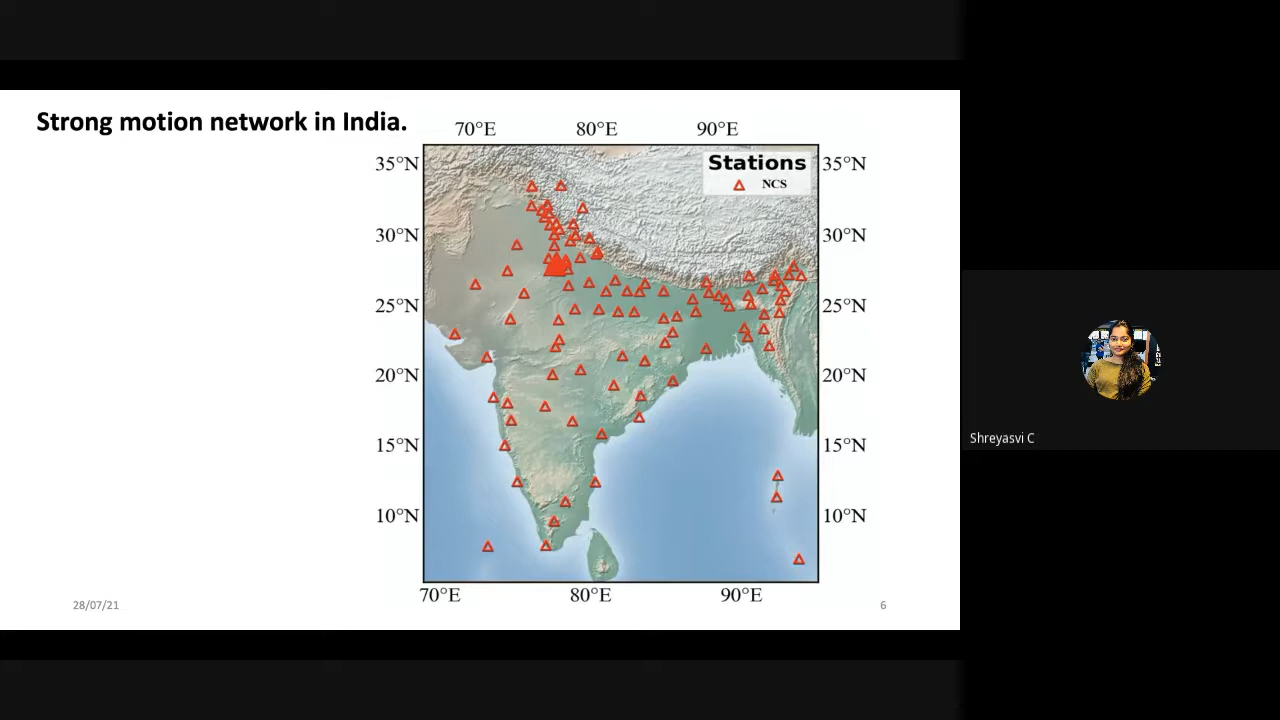 Strong motion network in India.
70°E 80°E 90°E
Stations
NCS
35°N 35°N
30°N 30°N
25°N 25°N
20°N 20°N
15°N 15°N
10°N 10°N
70°E 80°E 90°E
28/07/21
6
Shreyasvi C